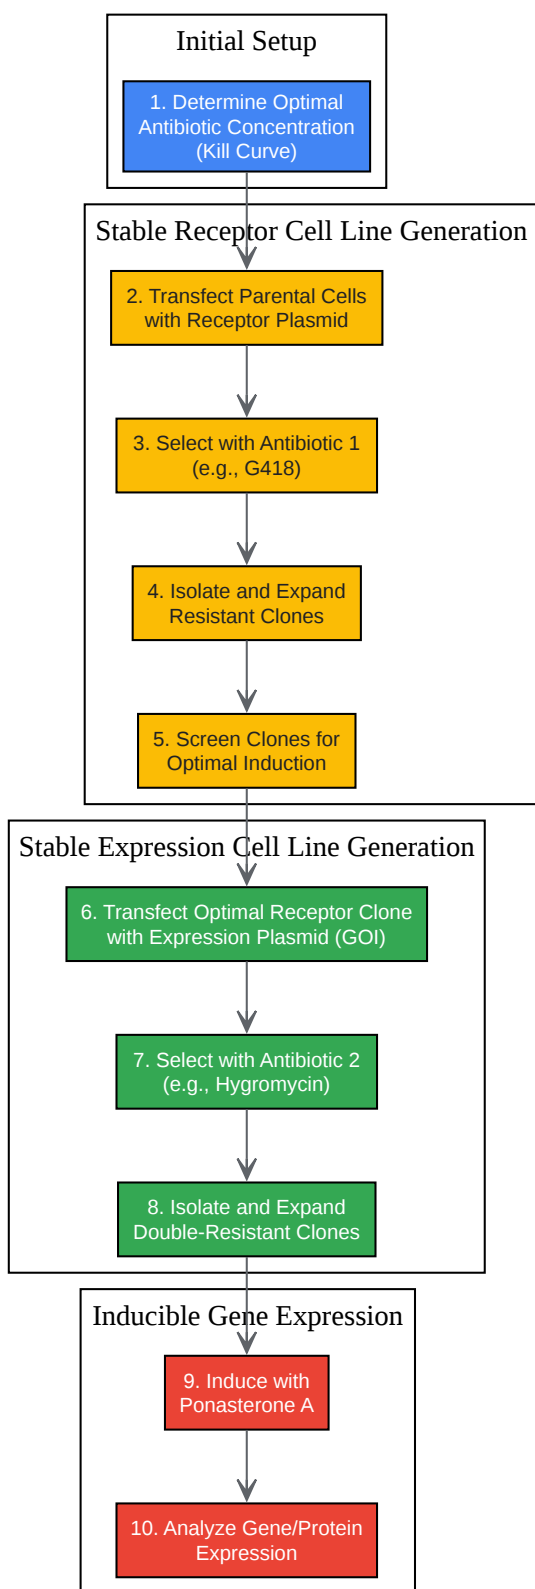 Initial Setup
1. Determine Optimal
Antibiotic Concentration
(Kill Curve)
Stable Receptor Cell Line Generation
2. Transfect Parental Cells
with Receptor Plasmid
3. Select with Antibiotic 1
(e.g., G418)
4. Isolate and Expand
Resistant Clones
5. Screen Clones for
Optimal Induction
Stable Expression Cell Line Generation
6. Transfect Optimal Receptor Clone
with Expression Plasmid (GOI)
7. Select with Antibiotic 2
(e.g., Hygromycin)
8. Isolate and Expand
Double-Resistant Clones
Inducible Gene Expression
9. Induce with
Ponasterone A
10. Analyze Gene/Protein
Expression